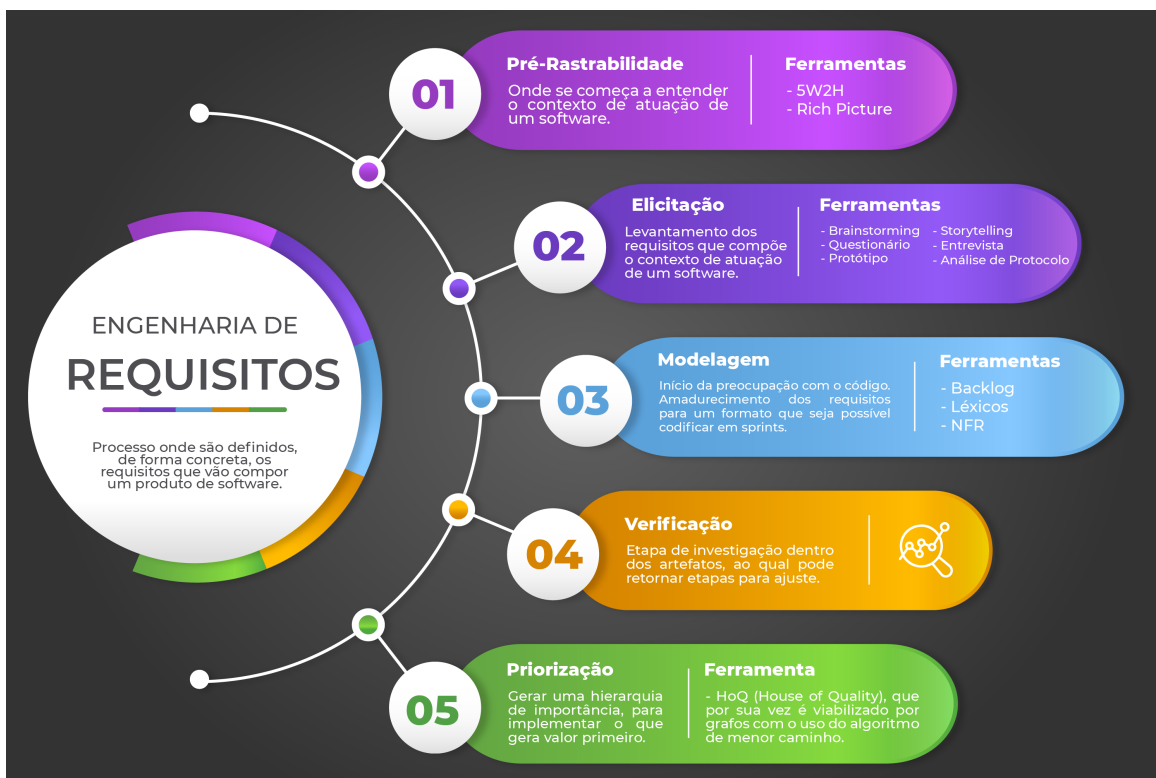 ENGENHARIA DE
REQUISITOS
Processo onde são definidos,
de forma concreta, os
requisitos que vão compor
um produto de software.
01
Pré-Rastrabilidade
Onde se começa a entender
o contexto de atuação de
um software.
Ferramentas
- 5W2H
- Rich Picture
02
Elicitação
Levantamento dos
requisitos que compõe
o contexto de atuação
de um software.
Ferramentas
- Brainstorming
- Questionário
- Protótipo
- Storytelling
- Entrevista
- Análise de Protocolo
03
Modelagem
Início da preocupação com o código.
Amadurecimento dos requisitos
para um formato que seja possível
codificar em sprints.
Ferramentas
- Backlog
- Léxicos
- NFR
04
Verificação
Etapa de investigação dentro
dos artefatos, ao qual pode
retornar etapas para ajuste.
05
Priorização
Gerar uma hierarquia
de importância, para
implementar o que
gera valor primeiro.
Ferramenta
- HoQ (House of Quality), que
por sua vez é viabilizado por
grafos com o uso do algoritmo
de menor caminho.